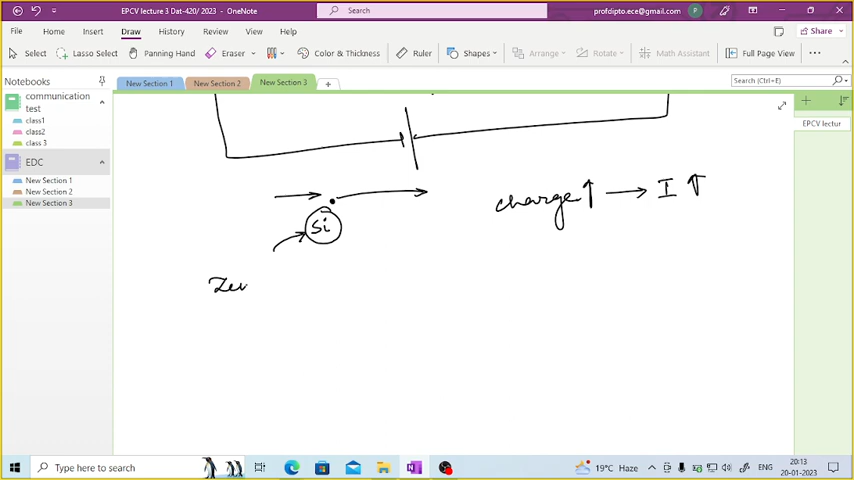 EPCV lecture 3 Dat-420/ 2023 - OneNote
Search
profdipto.ece@gmail.com
P
File Home Insert Draw History Review View Help
Share
Select Lasso Select Panning Hand Eraser Color & Thickness Ruler Shapes Arrange Rotate Math Assistant Full Page View
Notebooks
New Section 1 New Section 2 New Section 3 +
Search (Ctrl+E)
communication
test
class1
class2
class 3
EDC
New Section 1
New Section 2
New Section 3
EPCV lectur
charge↑ → I ↑
Si
Zeu
Type here to search
19°C Haze
ENG
20:13
20-01-2023